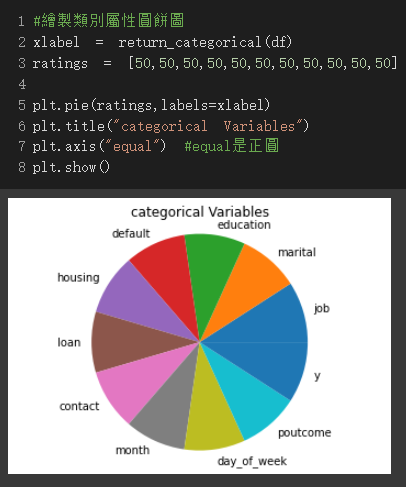 1 #繪製類別屬性圓餅圖
2 xlabel = return_categorical(df)
3 ratings = [50,50,50,50,50,50,50,50,50,50,50]
4
5 plt.pie(ratings,labels=xlabel)
6 plt.title("categorical Variables")
7 plt.axis("equal") #equal是正圓
8 plt.show()
categorical Variables
education
default
marital
housing
job
loan
y
contact
poutcome
month
day_of_week